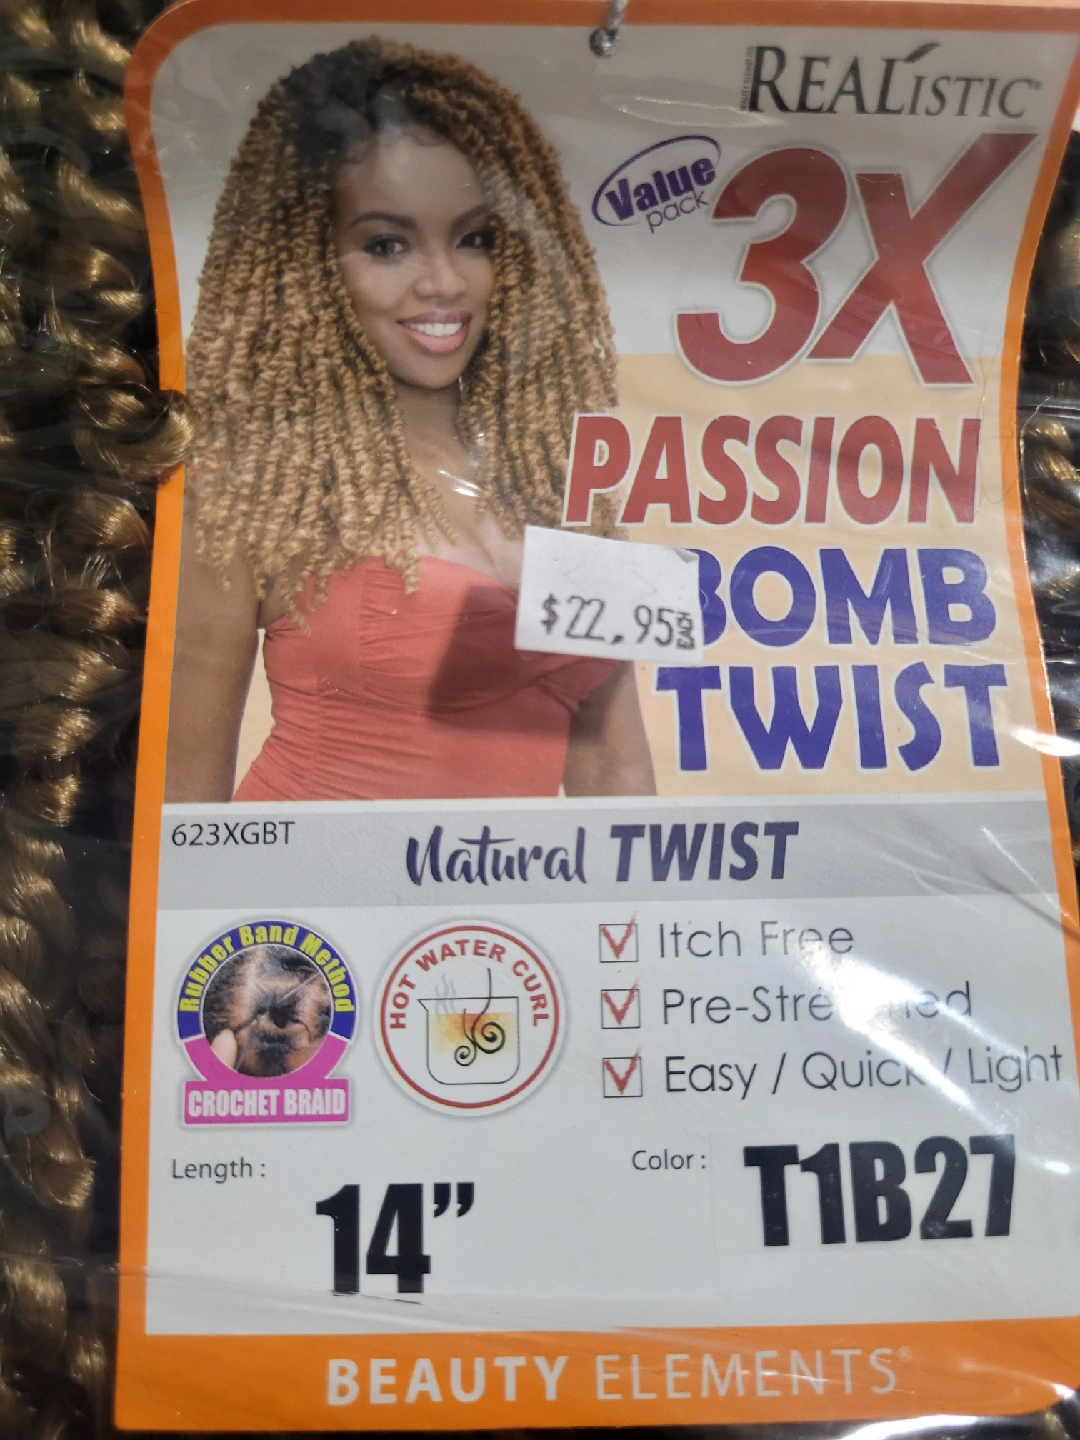 REALISTIC®
Value
pack
3X
PASSION
BOMB
TWIST
$22.95 EACH
623XGBT
Natural TWIST
Rubber Band Method
CROCHET BRAID
HOT WATER CURL
Itch Free
Easy / Quick / Light
Length :
14”
Color :
T1B27
BEAUTY ELEMENTS®